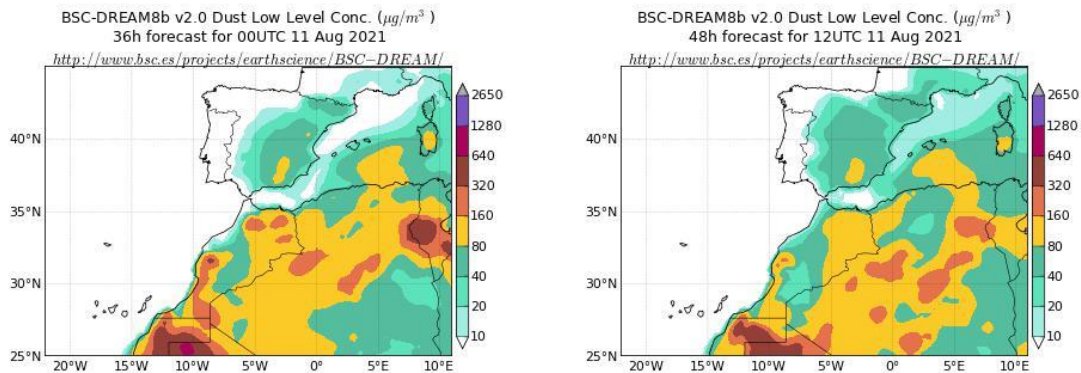 BSC-DREAM8b v2.0 Dust Low Level Conc. (μg/m³ )
36h forecast for 00UTC 11 Aug 2021
http://www.bsc.es/projects/earthscience/BSC−DREAM/
40°N
35°N
30°N
25°N
20°W
15°W
10°W
5°W
0°
5°E
10°E
2650
1280
640
320
160
80
40
20
10
BSC-DREAM8b v2.0 Dust Low Level Conc. (μg/m³ )
48h forecast for 12UTC 11 Aug 2021
http://www.bsc.es/projects/earthscience/BSC−DREAM/
40°N
35°N
30°N
25°N
20°W
15°W
10°W
5°W
0°
5°E
10°E
2650
1280
640
320
160
80
40
20
10